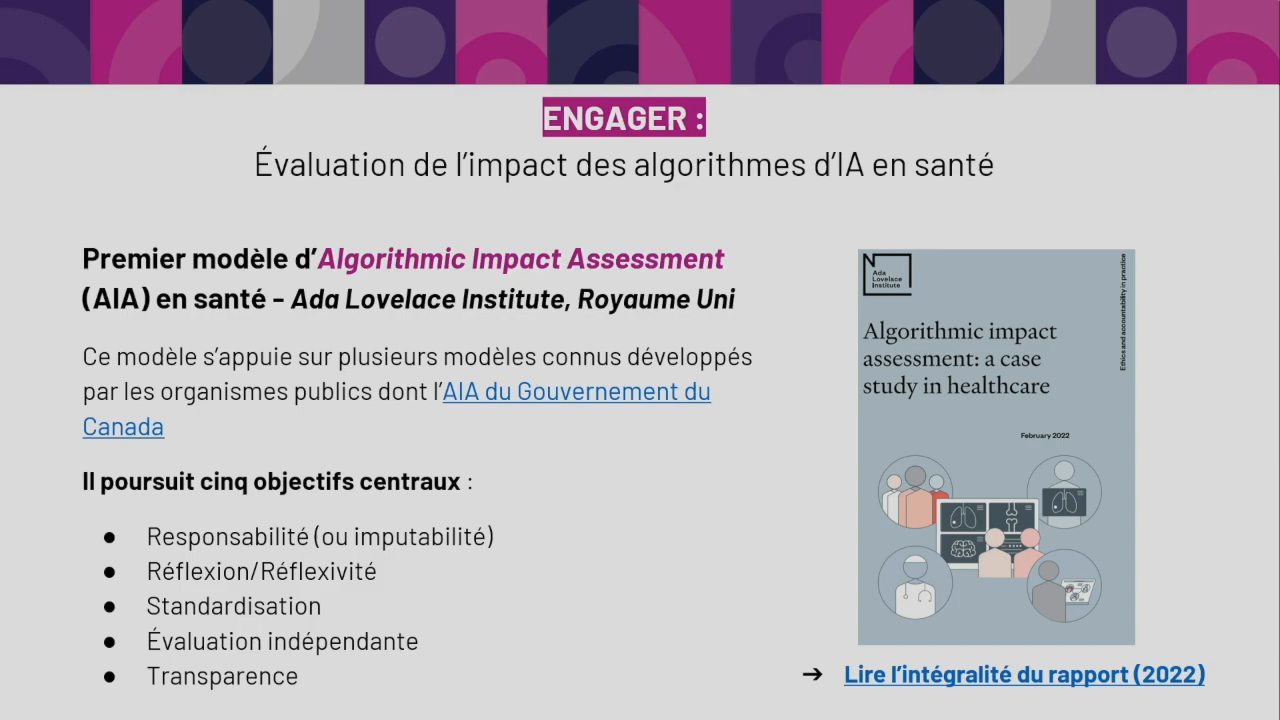 ENGAGER :
Évaluation de l’impact des algorithmes d’IA en santé
Premier modèle d’Algorithmic Impact Assessment
(AIA) en santé - Ada Lovelace Institute, Royaume Uni
Ce modèle s’appuie sur plusieurs modèles connus développés
par les organismes publics dont l’AIA du Gouvernement du
Canada
Il poursuit cinq objectifs centraux :
● Responsabilité (ou imputabilité)
● Réflexion/Réflexivité
● Standardisation
● Évaluation indépendante
● Transparence
Ada
Lovelace
Institute
Ethics and accountability in practice
Algorithmic impact
assessment: a case
study in healthcare
February 2022
➔ Lire l’intégralité du rapport (2022)